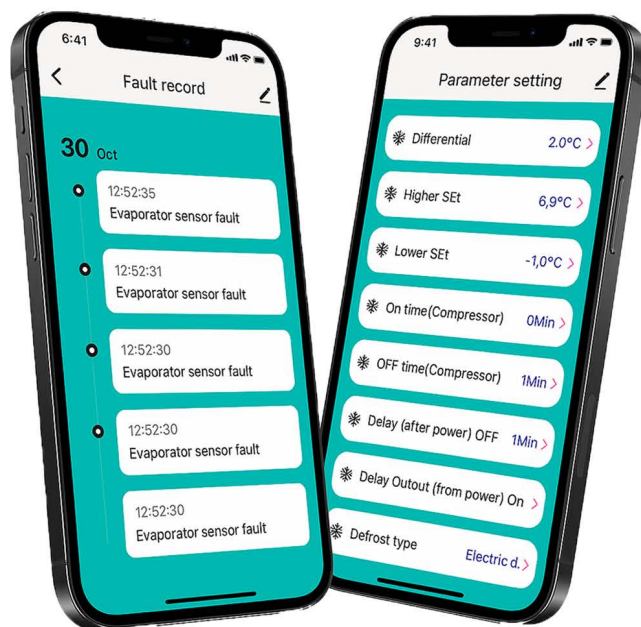 6:41
Fault record
30 Oct
12:52:35
Evaporator sensor fault
12:52:31
Evaporator sensor fault
12:52:30
Evaporator sensor fault
12:52:30
Evaporator sensor fault
12:52:30
Evaporator sensor fault
9:41
Parameter setting
Differential 2.0°C >
Higher SEt 6,9°C >
Lower SEt -1,0°C >
On time(Compressor) 0Min >
OFF time(Compressor) 1Min >
Delay (after power) OFF 1Min >
Delay Outout (from power) On >
Defrost type Electric d. >